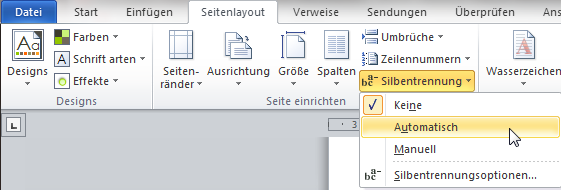 Datei Start Einfügen Seitenlayout Verweise Sendungen Überprüfen Ans
Designs
Farben
Schrift arten
Effekte
Designs
Seiten-
ränder
Ausrichtung
Größe
Spalten
Umbrüche
Zeilennummern
Silbentrennung
Seite einrichten
Wasserzeichen
Keine
Automatisch
Manuell
Silbentrennungsoptionen...
3